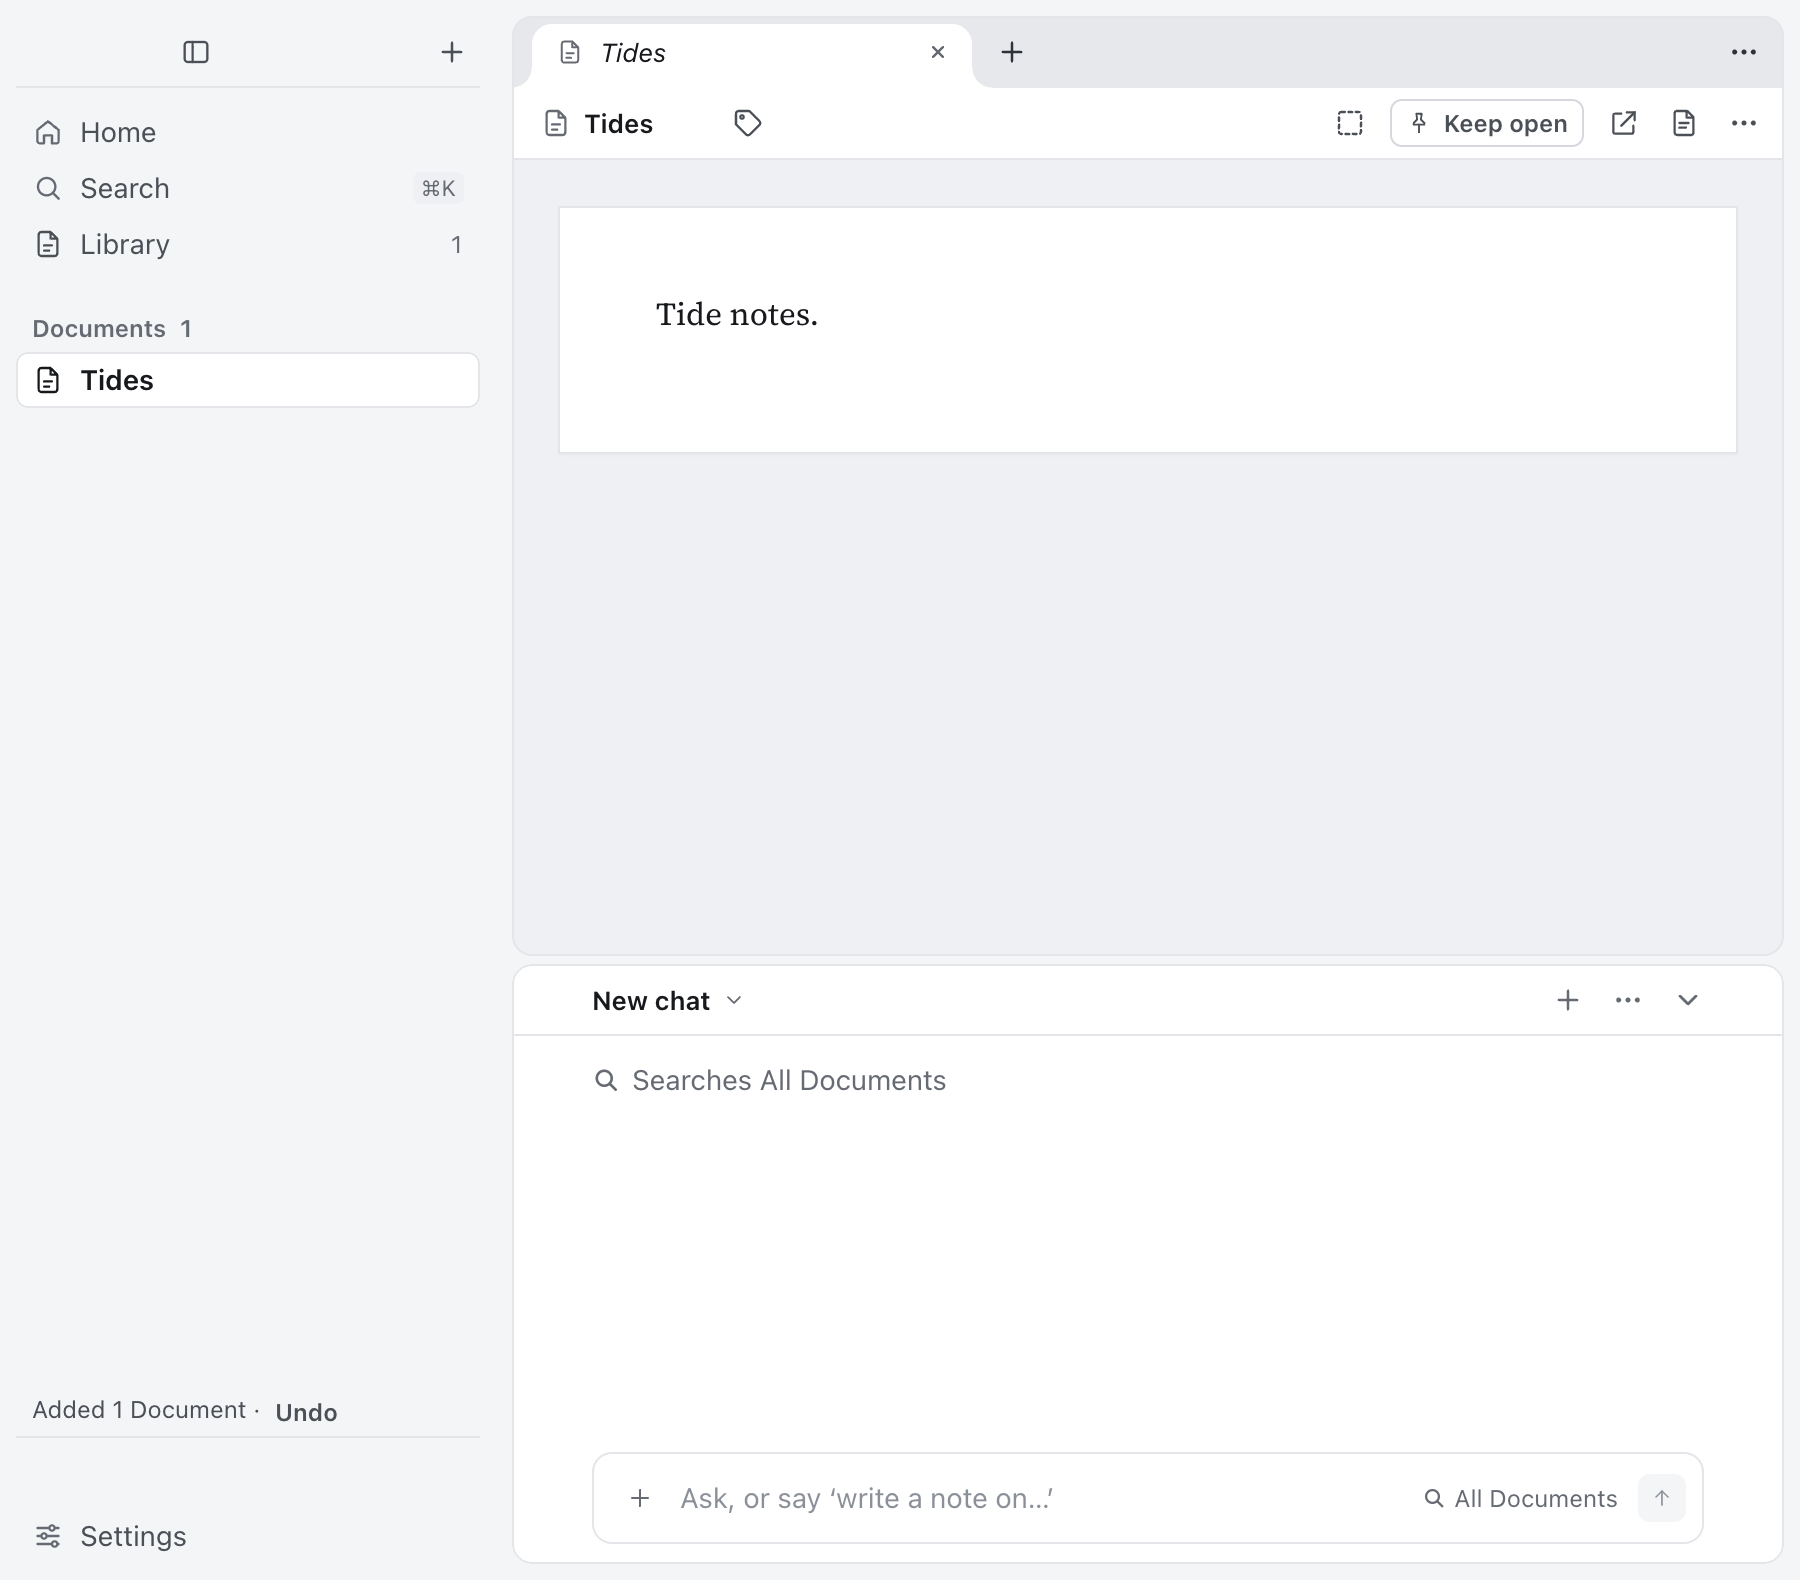 Home
Search ⌘K
Library 1
Documents 1
Tides
Added 1 Document · Undo
Settings
Tides
Tides
Keep open
Tide notes.
New chat
Searches All Documents
Ask, or say ‘write a note on…’
All Documents